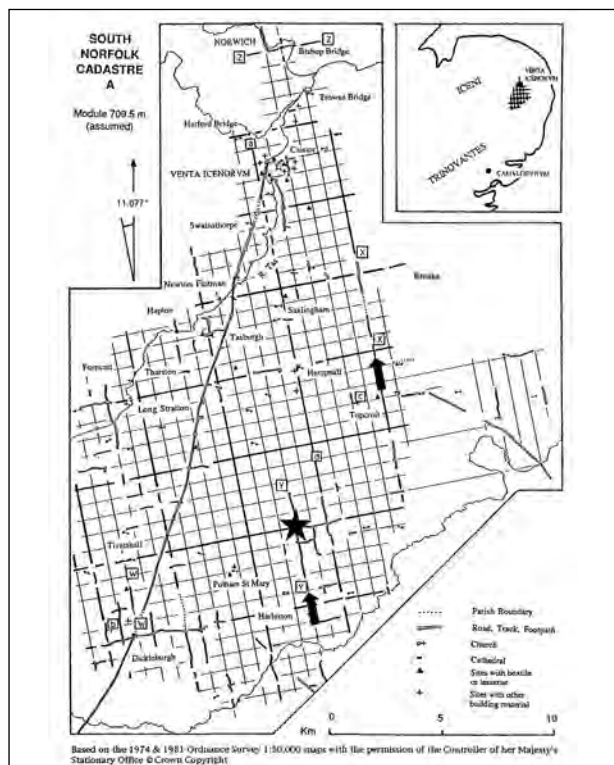 SOUTH
NORFOLK
CADASTRE
A
Module 709.5 m.
(assumed)
11·077°
NORWICH
Z
Z
Bishop Bridge
Trowse Bridge
Harford Bridge
a
Caistor
VENTA ICENORVM
Swainsthorpe
R. Tas
X
Newton Flotman
Brooke
Saxlingham
Hapton
Tasburgh
X
Forncett
Tharston
Hempnall
Long Stratton
c
Topcroft
Y
Tivetshall
W
Pulham St Mary
Y
Harleston
b
Dickleburgh
ICENI
VENTA
ICENORVM
TRINOVANTES
CAMVLODVNVM
Parish Boundary
Road, Track, Footpath
Church
Cathedral
Sites with
or tesserae
Sites with other
building material
Km
0
5
10
Based on the 1974 & 1981 Ordnance Survey 1:50,000 maps with the permission of the Controller of her Majesty's
Stationary Office © Crown Copyright